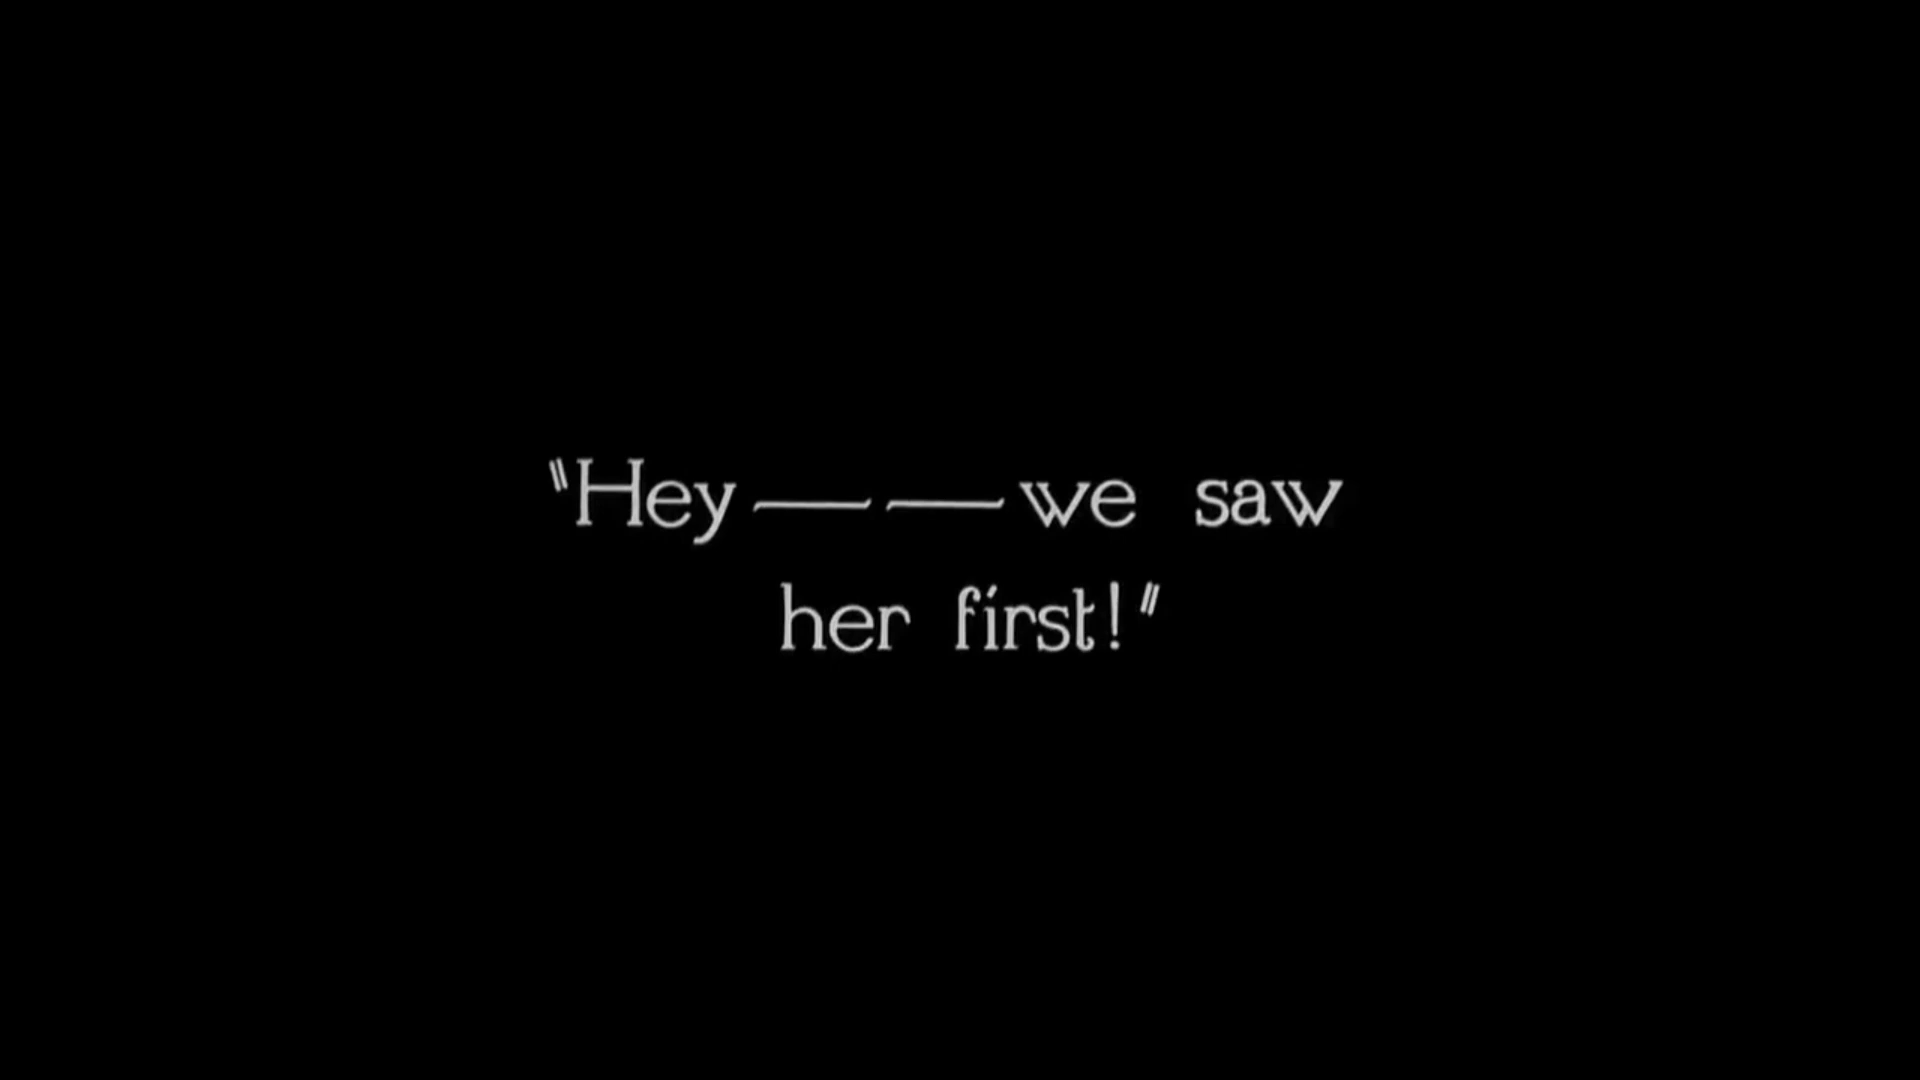 "Hey — — we saw
her first!"